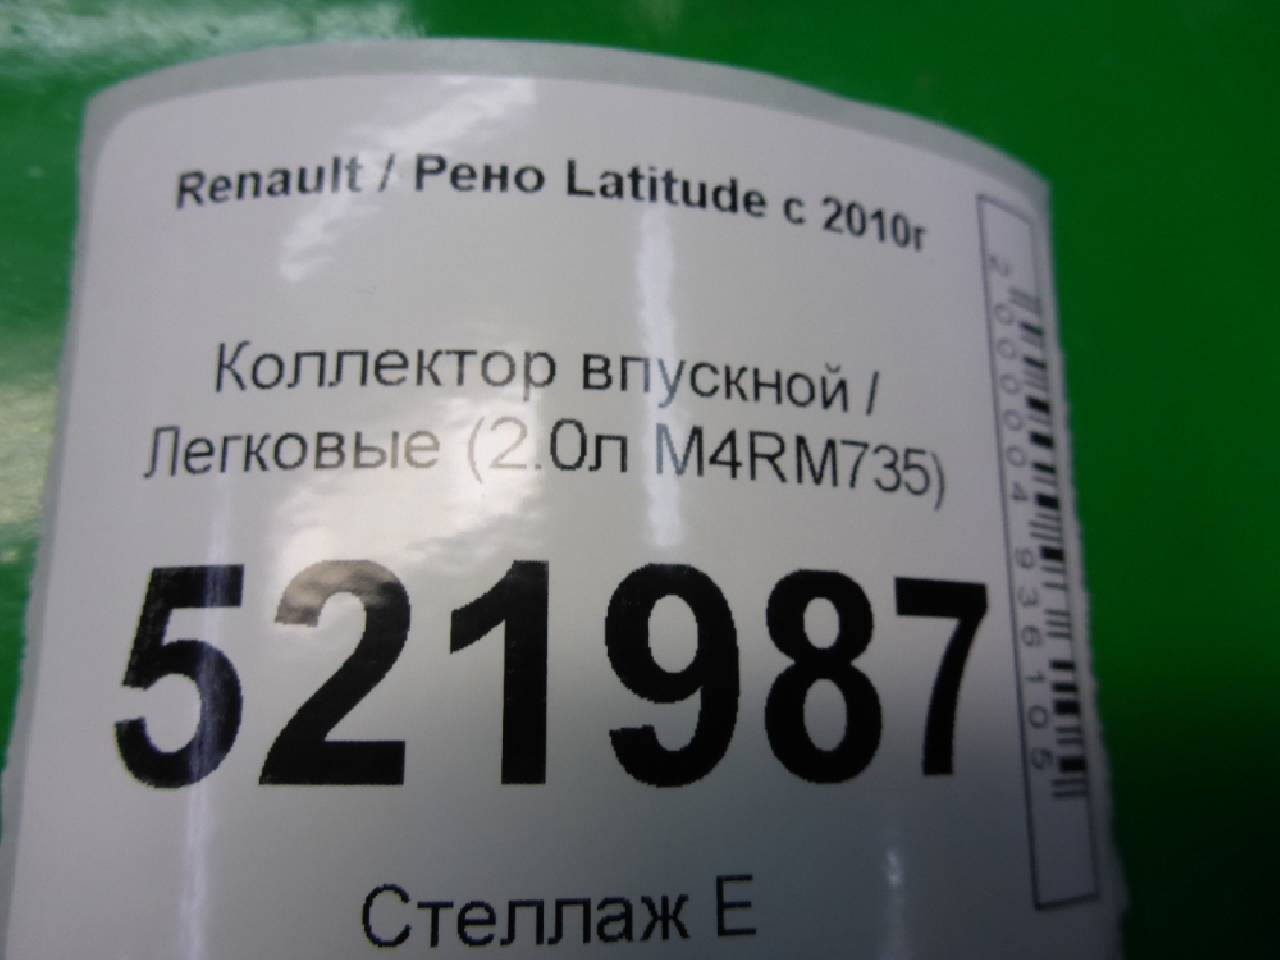 Renault / Рено Latitude с 2010г
Коллектор впускной /
Легковые (2.0л M4RM735)
521987
Стеллаж Е
2000004936105